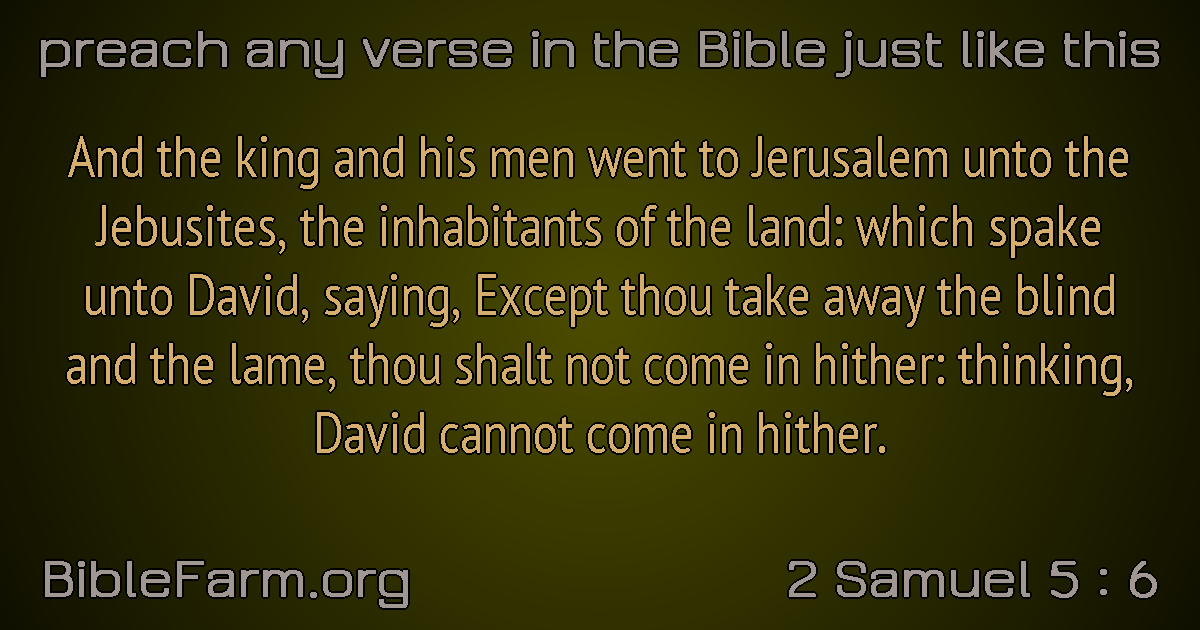 preach any verse in the Bible just like this
And the king and his men went to Jerusalem unto the
Jebusites, the inhabitants of the land: which spake
unto David, saying, Except thou take away the blind
and the lame, thou shalt not come in hither: thinking,
David cannot come in hither.
BibleFarm.org
2 Samuel 5 : 6